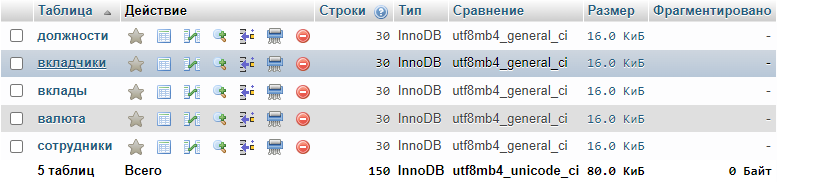 Таблица Действие Строки Тип Сравнение Размер Фрагментировано
должности 30 InnoDB utf8mb4_general_ci 16.0 КиБ -
вкладчики 30 InnoDB utf8mb4_general_ci 16.0 КиБ -
вклады 30 InnoDB utf8mb4_general_ci 16.0 КиБ -
валюта 30 InnoDB utf8mb4_general_ci 16.0 КиБ -
сотрудники 30 InnoDB utf8mb4_general_ci 16.0 КиБ -
5 таблиц Всего 150 InnoDB utf8mb4_unicode_ci 80.0 КиБ 0 Байт